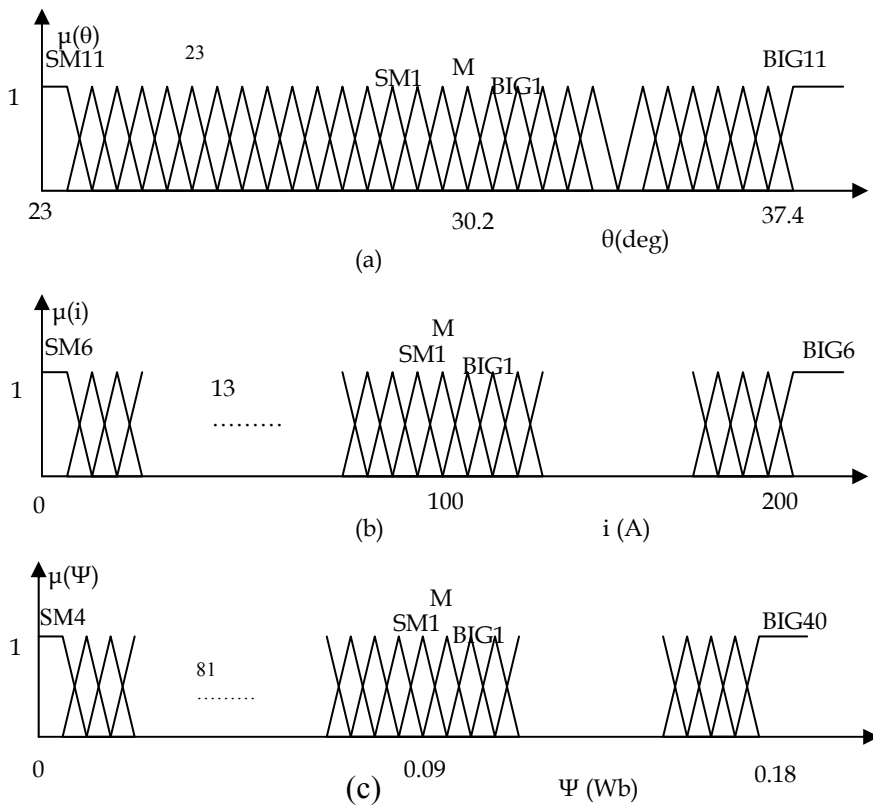 μ(θ)
SM11
23
SM1
M
BIG1
BIG11
1
23
30.2
37.4
θ(deg)
(a)
μ(i)
SM6
13
.........
SM1
M
BIG1
BIG6
1
0
100
200
(b)
i (A)
μ(Ψ)
SM4
81
.........
SM1
M
BIG1
BIG40
1
0
0.09
0.18
(c)
Ψ (Wb)